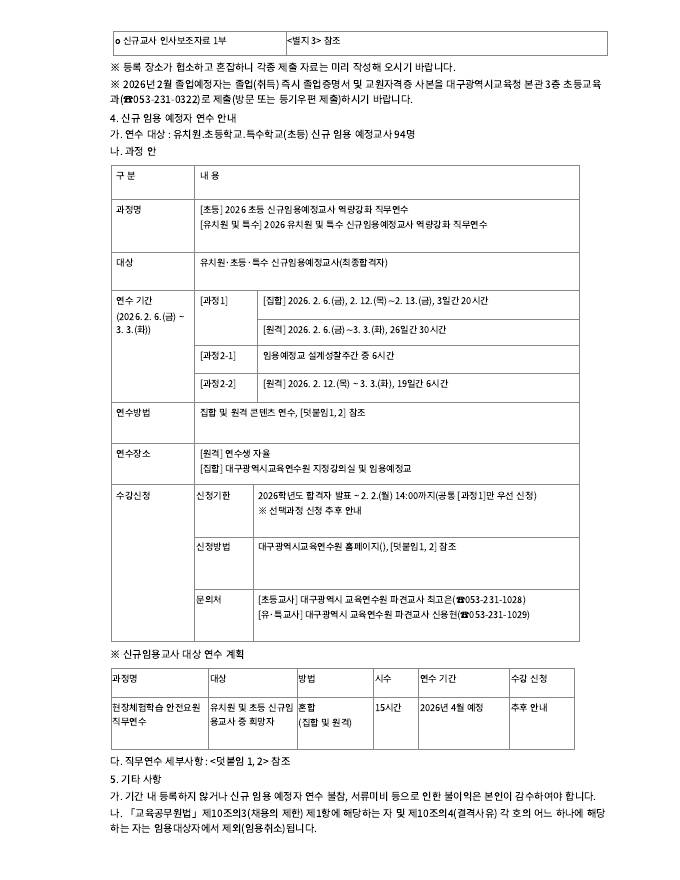 o 신규교사 인사보조자료 1부 <별지 3> 참조
※ 등록 장소가 협소하고 혼잡하니 각종 제출 자료는 미리 작성해 오시기 바랍니다.
※ 2026년 2월 졸업예정자는 졸업(취득) 즉시 졸업증명서 및 교원자격증 사본을 대구광역시교육청 본관 3층 초등교육
과(☎053-231-0322)로 제출(방문 또는 등기우편 제출)하시기 바랍니다.
4. 신규 임용 예정자 연수 안내
가. 연수 대상 : 유치원.초등학교.특수학교(초등) 신규 임용 예정교사 94명
나. 과정 안
구 분 내 용
과정명 [초등] 2026 초등 신규임용예정교사 역량강화 직무연수
[유치원 및 특수] 2026 유치원 및 특수 신규임용예정교사 역량강화 직무연수
대상 유치원·초등·특수 신규임용예정교사(최종합격자)
연수 기간 [과정1] [집합] 2026. 2. 6.(금), 2. 12.(목) ~2. 13.(금), 3일간 20시간
(2026. 2. 6.(금) ~
3. 3.(화)) [원격] 2026. 2. 6.(금) ~3. 3.(화), 26일간 30시간
[과정2-1] 임용예정교 설계성찰주간 중 6시간
[과정2-2] [원격] 2026. 2. 12.(목) ~ 3. 3.(화), 19일간 6시간
연수방법 집합 및 원격 콘텐츠 연수, [덧붙임1, 2] 참조
연수장소 [원격] 연수생 자율
[집합] 대구광역시교육연수원 지정강의실 및 임용예정교
수강신청 신청기한 2026학년도 합격자 발표 ~ 2. 2.(월) 14:00까지(공통 [과정1]만 우선 신청)
※ 선택과정 신청 추후 안내
신청방법 대구광역시교육연수원 홈페이지(), [덧붙임1, 2] 참조
문의처 [초등교사] 대구광역시 교육연수원 파견교사 최고은(☎053-231-1028)
[유·특교사] 대구광역시 교육연수원 파견교사 신용현(☎053-231-1029)
※ 신규임용교사 대상 연수 계획
과정명 대상 방법 시수 연수 기간 수강 신청
현장체험학습 안전요원 유치원 및 초등 신규임 혼합 15시간 2026년 4월 예정 추후 안내
직무연수 용교사 중 희망자 (집합 및 원격)
다. 직무연수 세부사항 : <덧붙임 1, 2> 참조
5. 기타 사항
가. 기간 내 등록하지 않거나 신규 임용 예정자 연수 불참, 서류미비 등으로 인한 불이익은 본인이 감수하여야 합니다.
나. 「교육공무원법」제10조의3(채용의 제한) 제1항에 해당하는 자 및 제10조의4(결격사유) 각 호의 어느 하나에 해당
하는 자는 임용대상자에서 제외(임용취소)됩니다.